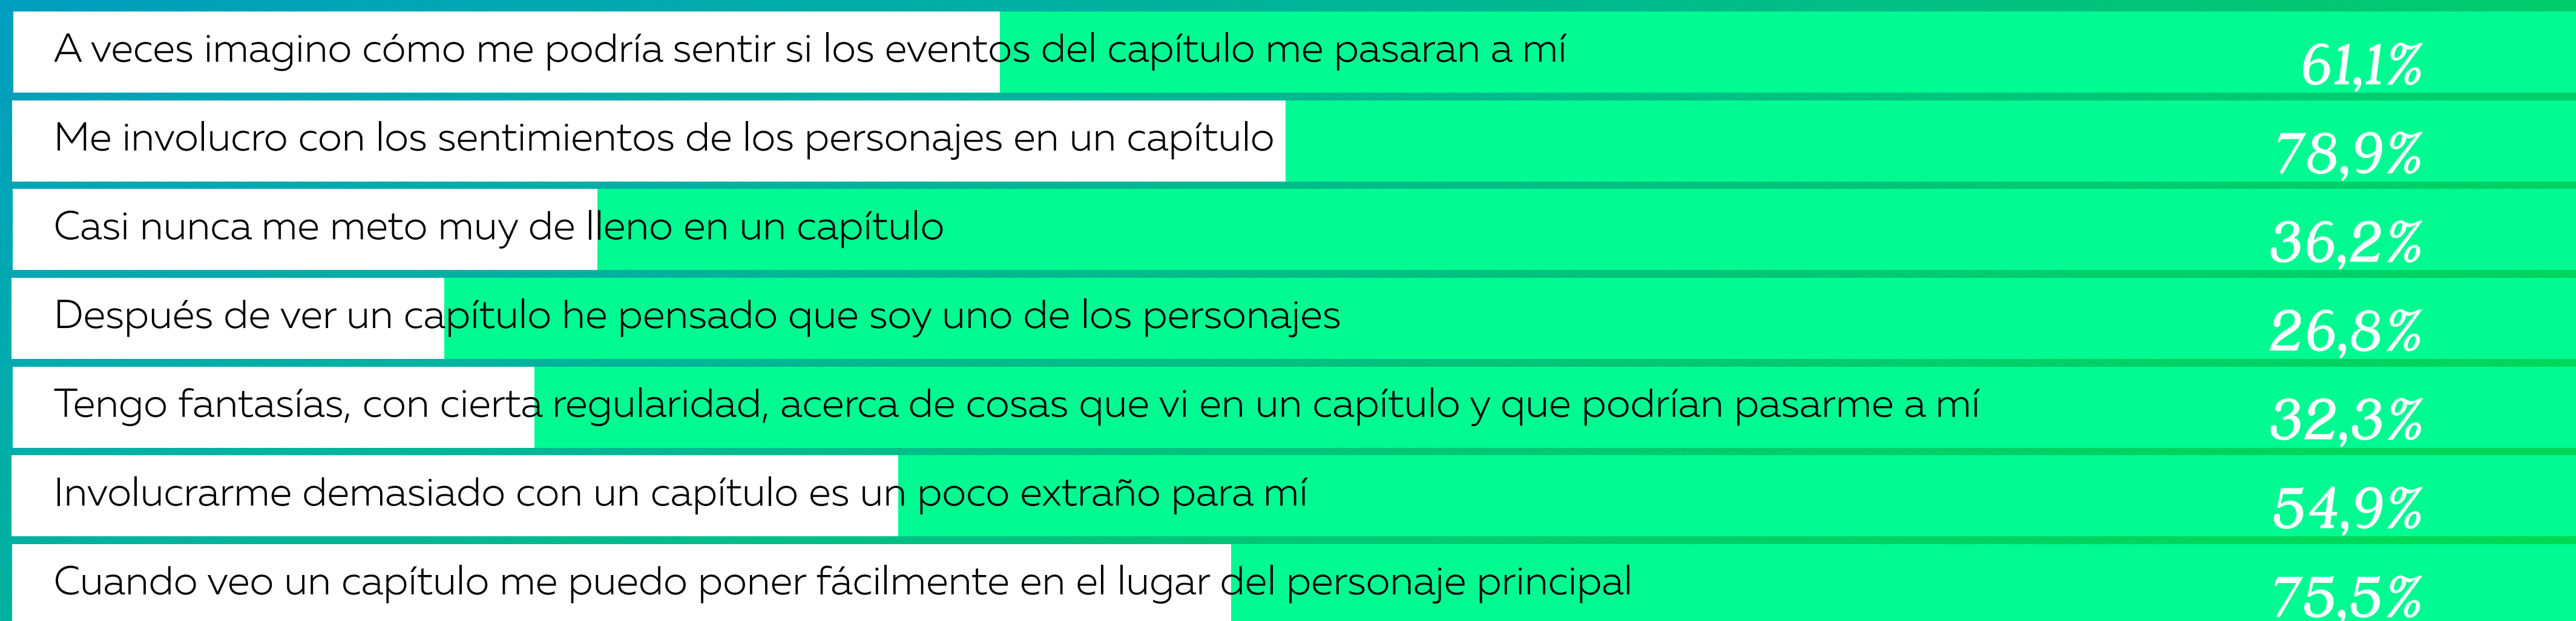 A veces imagino cómo me podría sentir si los eventos del capítulo me pasaran a mí 61,1%
Me involucro con los sentimientos de los personajes en un capítulo 78,9%
Casi nunca me meto muy de lleno en un capítulo 36,2%
Después de ver un capítulo he pensado que soy uno de los personajes 26,8%
Tengo fantasías, con cierta regularidad, acerca de cosas que vi en un capítulo y que podrían pasarme a mí 32,3%
Involucrarme demasiado con un capítulo es un poco extraño para mí 54,9%
Cuando veo un capítulo me puedo poner fácilmente en el lugar del personaje principal 75,5%